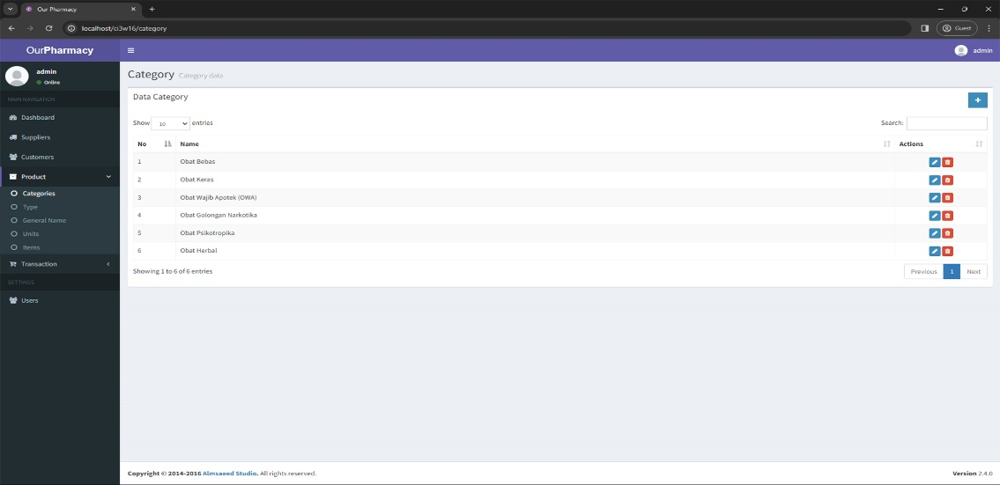 Our Pharmacy
localhost/ci3w16/category
Guest
OurPharmacy
admin
admin
Online
Category Category data
MAIN NAVIGATION
Data Category
Dashboard
Show 10 entries
Search:
Suppliers
No Name Actions
Customers
1 Obat Bebas
Product
2 Obat Keras
Categories
3 Obat Wajib Apotek (OWA)
Type
4 Obat Golongan Narkotika
General Name
5 Obat Psikotropika
Units
6 Obat Herbal
Items
Transaction
Showing 1 to 6 of 6 entries
Previous 1 Next
SETTINGS
Users
Copyright © 2014-2016 Almsaeed Studio. All rights reserved.
Version 2.4.0